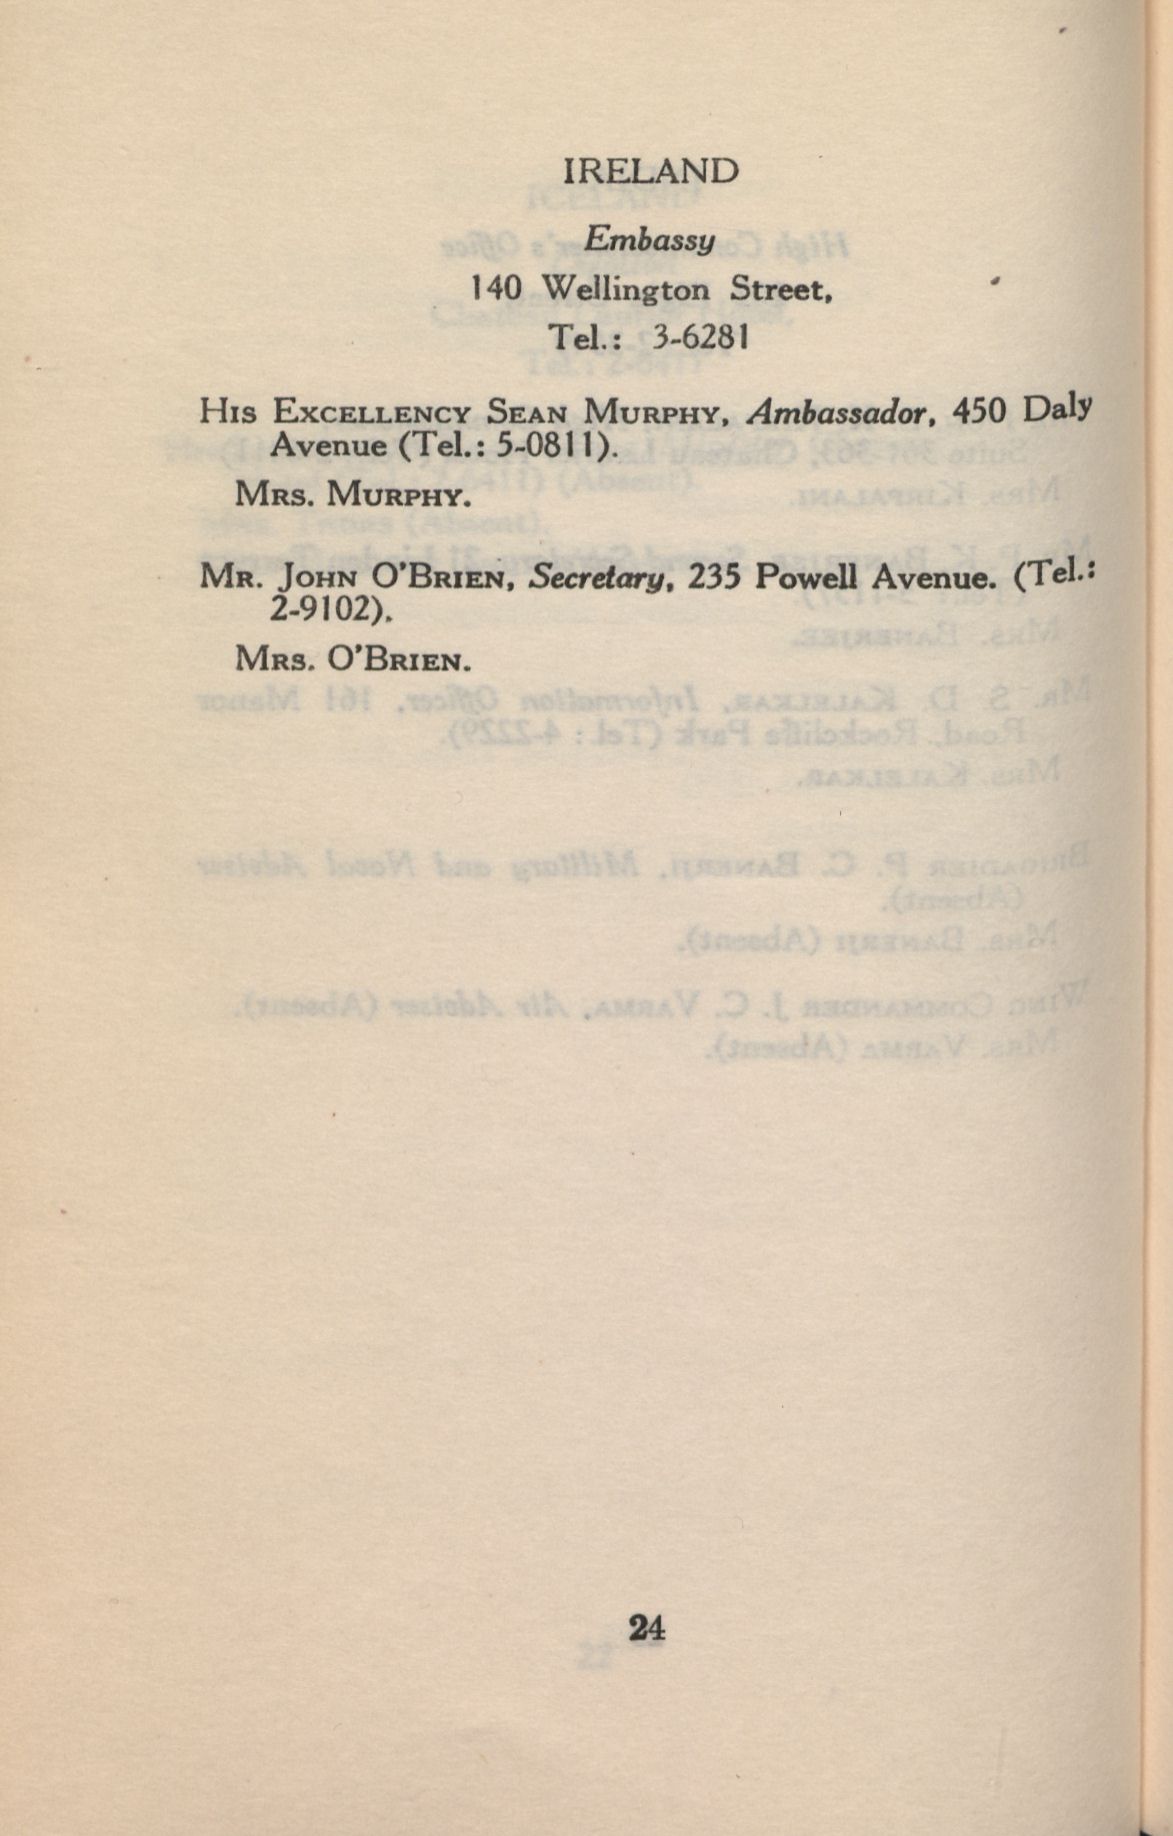 IRELAND
Embassy
140 Wellington Street,
Tel.: 3-6281
HIS EXCELLENCY SEAN MURPHY, Ambassador, 450 Daly
Avenue (Tel.: 5-0811).
MRS. MURPHY.
MR. JOHN O'BRIEN, Secretary, 235 Powell Avenue. (Tel.:
2-9102).
MRS. O'BRIEN.
24